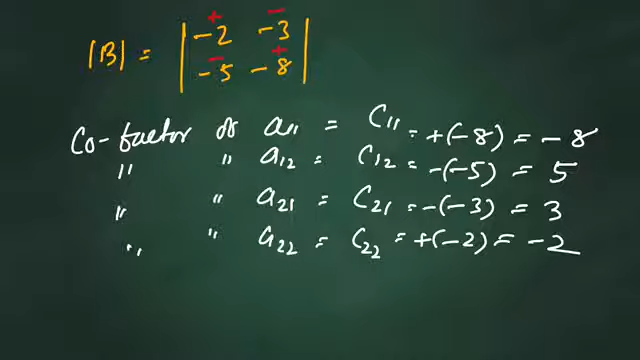 |B| = | -2 -3 |
| -5 -8 |
+ -
- +
Co-factor of a11 = C11 = +(-8) = -8
" " a12 = C12 = -(-5) = 5
" " a21 = C21 = -(-3) = 3
" " a22 = C22 = +(-2) = -2